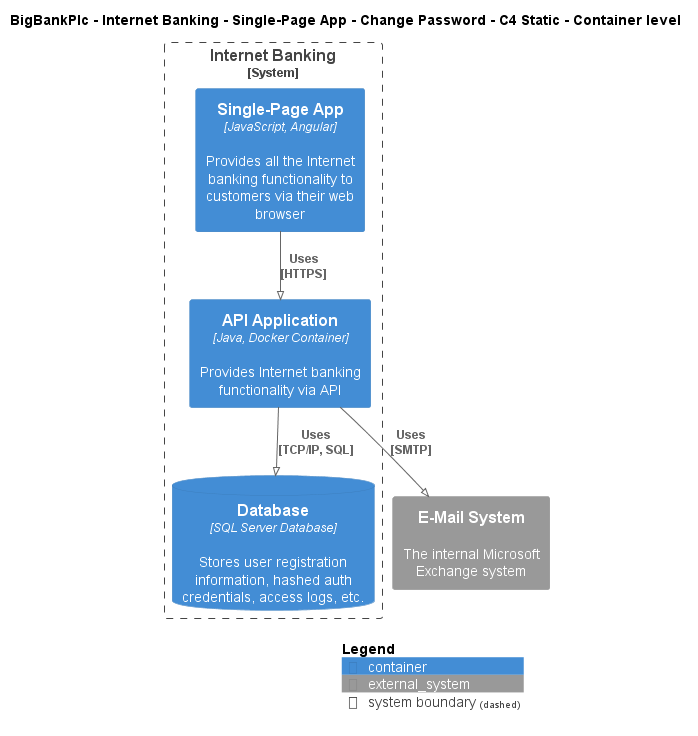 BigBankPlc - Internet Banking - Single-Page App - Change Password - C4 Static - Container level
Internet Banking
[System]
Single-Page App
[JavaScript, Angular]
Provides all the Internet
banking functionality to
customers via their web
browser
Uses
[HTTPS]
API Application
[Java, Docker Container]
Provides Internet banking
functionality via API
Uses
[TCP/IP, SQL]
Uses
[SMTP]
Database
[SQL Server Database]
Stores user registration
information, hashed auth
credentials, access logs, etc.
E-Mail System
The internal Microsoft
Exchange system
Legend
container
external_system
system boundary (dashed)